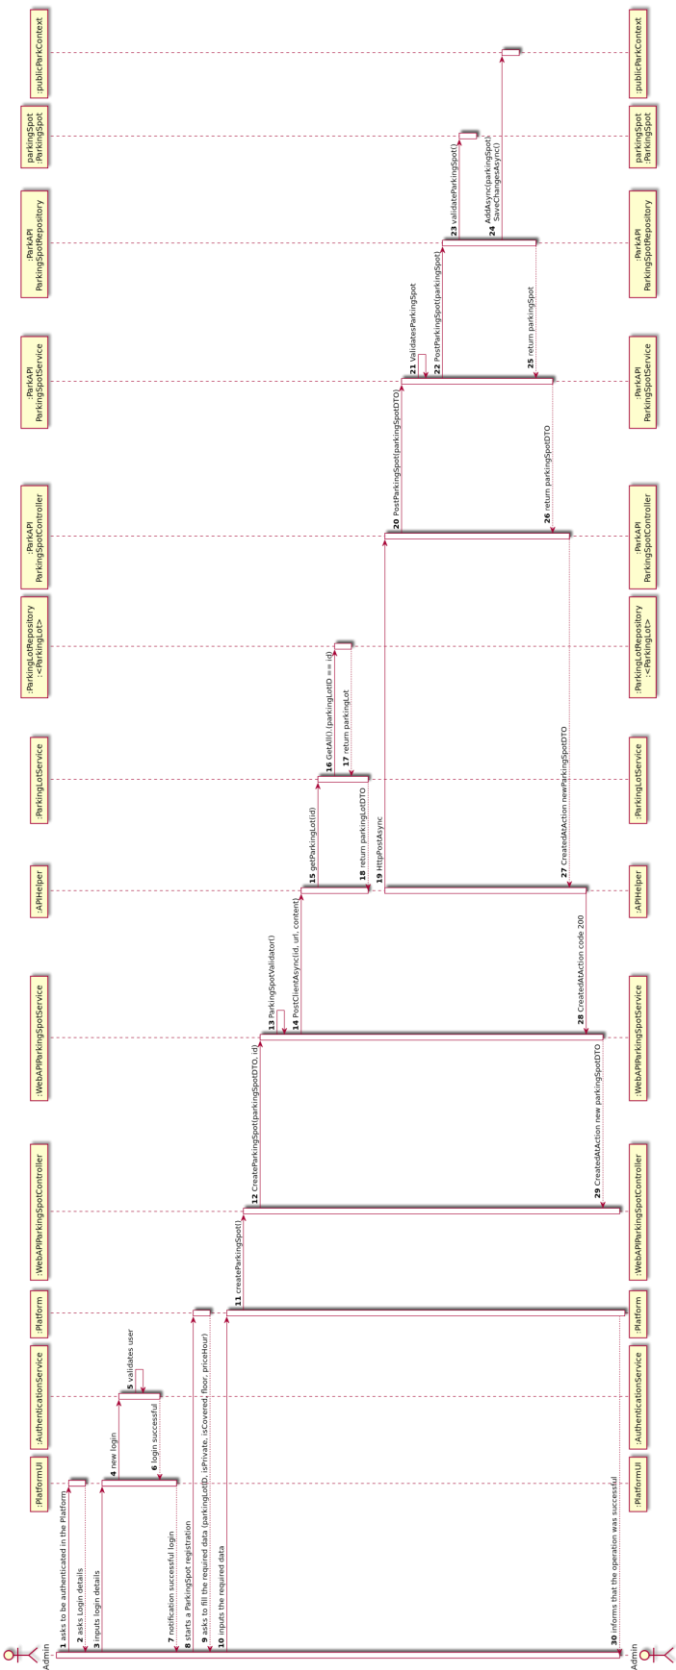 Admin
:PlatformUI
:AuthenticationService
:Platform
:WebAPIParkingSpotController
:WebAPIParkingSpotService
:APIHelper
:ParkingLotService
:ParkingLotRepository
:<ParkingLot>
:ParkAPI
ParkingSpotController
:ParkAPI
ParkingSpotService
:ParkAPI
ParkingSpotRepository
parkingSpot
:ParkingSpot
:publicParkContext
1 asks to be authenticated in the Platform
2 asks Login details
3 inputs login details
4 new login
5 validates user
6 login successful
7 notification successful login
8 starts a ParkingSpot registration
9 asks to fill the required data (parkingLotID, isPrivate, isCovered, floor, priceHour)
10 inputs the required data
11 createParkingSpot()
12 CreateParkingSpot(parkingSpotDTO, id)
13 ParkingSpotValidator()
14 PostClientAsync(id, url, content)
15 getParkingLot(id)
16 GetAll().(parkingLotID == id)
17 return parkingLot
18 return parkingLotDTO
19 HttpPostAsync
20 PostParkingSpot(parkingSpotDTO)
21 ValidatesParkingSpot
22 PostParkingSpot(parkingSpot)
23 validateParkingSpot()
AddAsync(parkingSpot)
24 SaveChangesAsync()
25 return parkingSpot
26 return parkingSpotDTO
27 CreatedAtAction newParkingSpotDTO
28 CreatedAtAction code 200
29 CreatedAtAction new parkingSpotDTO
30 informs that the operation was successful
Admin
:PlatformUI
:AuthenticationService
:Platform
:WebAPIParkingSpotController
:WebAPIParkingSpotService
:APIHelper
:ParkingLotService
:ParkingLotRepository
:<ParkingLot>
:ParkAPI
ParkingSpotController
:ParkAPI
ParkingSpotService
:ParkAPI
ParkingSpotRepository
parkingSpot
:ParkingSpot
:publicParkContext